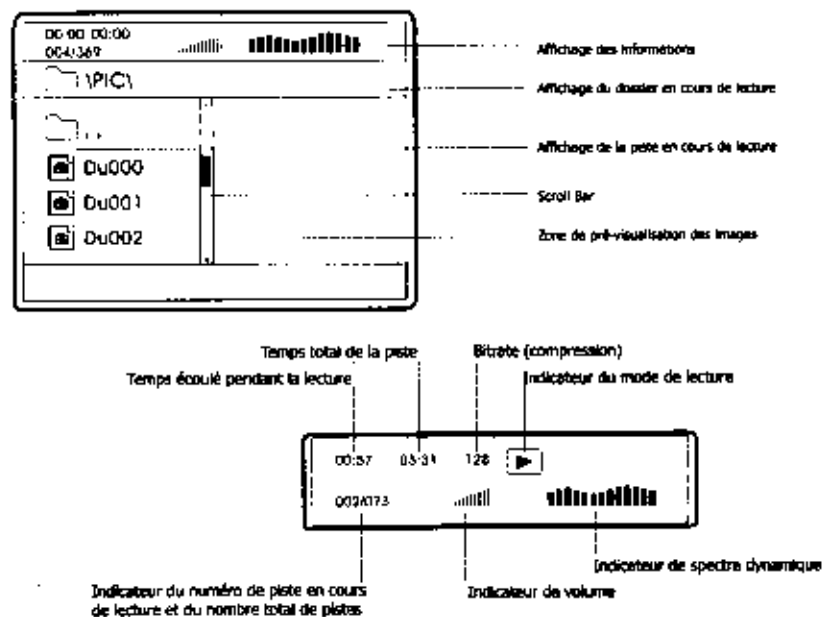 00:00 00:00
004/369
Affichage des informations
\PIC\
Affichage du dossier en cours de lecture
..
Affichage de la piste en cours de lecture
Du000
Du001
Scroll Bar
Du002
Zone de pré-visualisation des images
Temps total de la piste
Bitrate (compression)
Temps écoulé pendant la lecture
Indicateur du mode de lecture
00:57 03:31 128
002/073
Indicateur de spectre dynamique
Indicateur du numéro de piste en cours
de lecture et du nombre total de pistes
Indicateur de volume